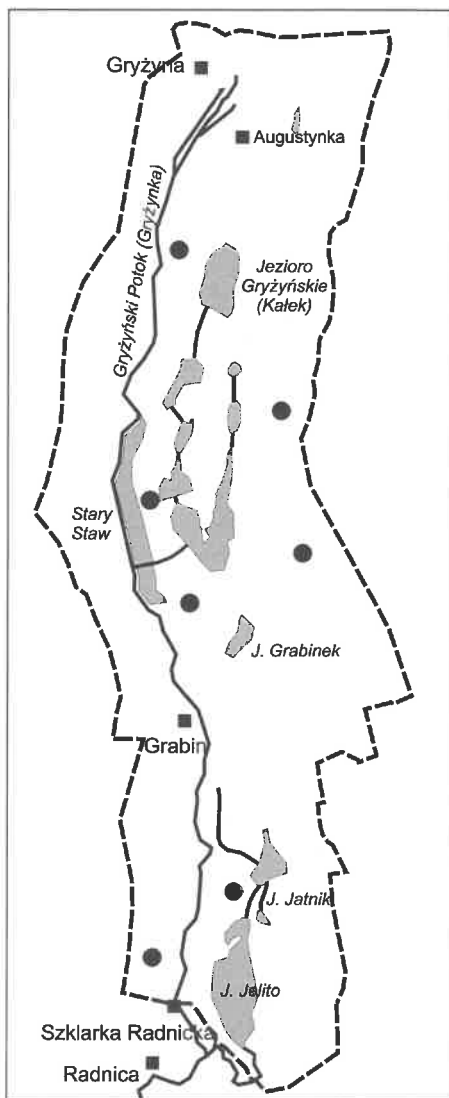 Gryżyna
Augustynka
Gryżyński Potok (Gryżynka)
Jezioro
Gryżyńskie
(Kałek)
Stary
Staw
J. Grabinek
Grabin
J. Jatnik
J. Jelito
Szklarka Radnicka
Radnica